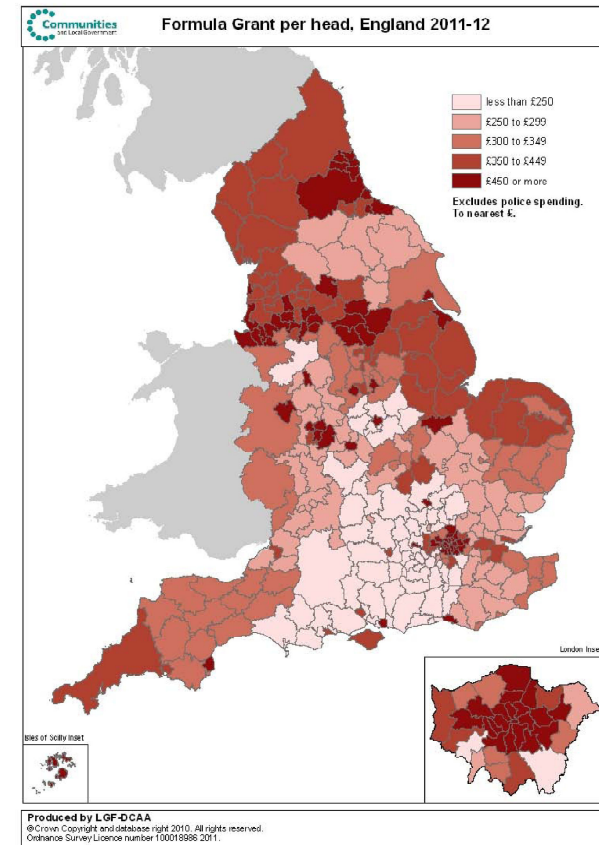 Communities
and Local Government
Formula Grant per head, England 2011-12
less than £250
£250 to £299
£300 to £349
£350 to £449
£450 or more
Excludes police spending.
To nearest £.
London Inset
Isles of Scilly Inset
Produced by LGF-DCAA
©Crown Copyright and database right 2010. All rights reserved.
Ordnance Survey Licence number 100018986 2011.